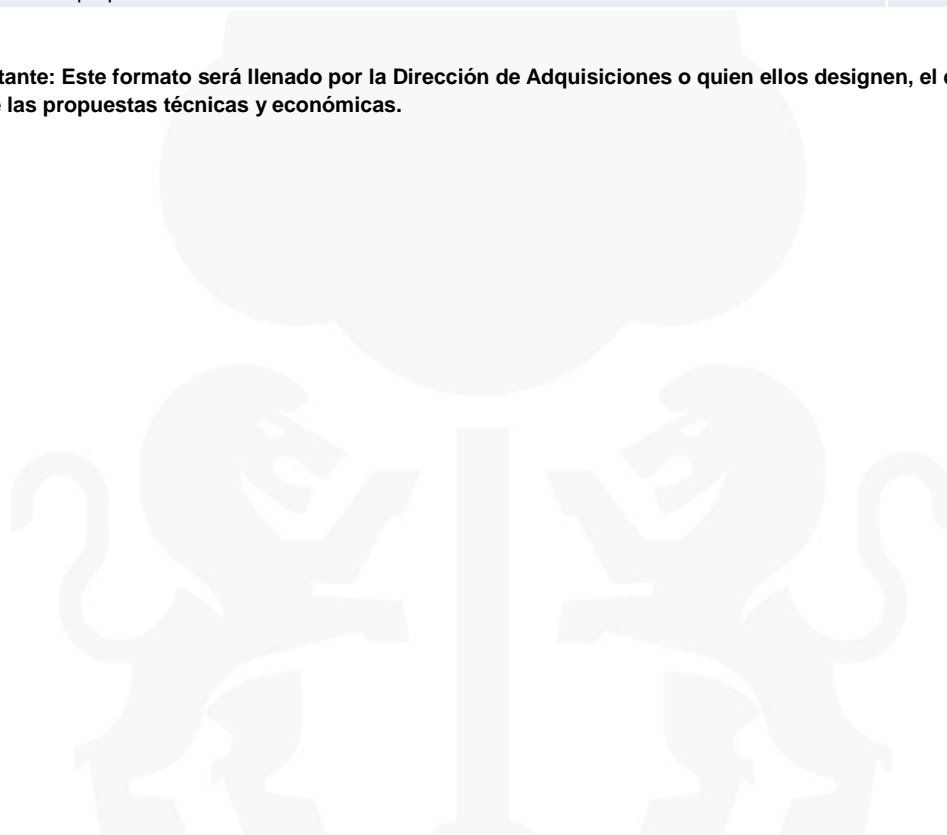 tante: Este formato será llenado por la Dirección de Adquisiciones o quien ellos designen, el
las propuestas técnicas y económicas.